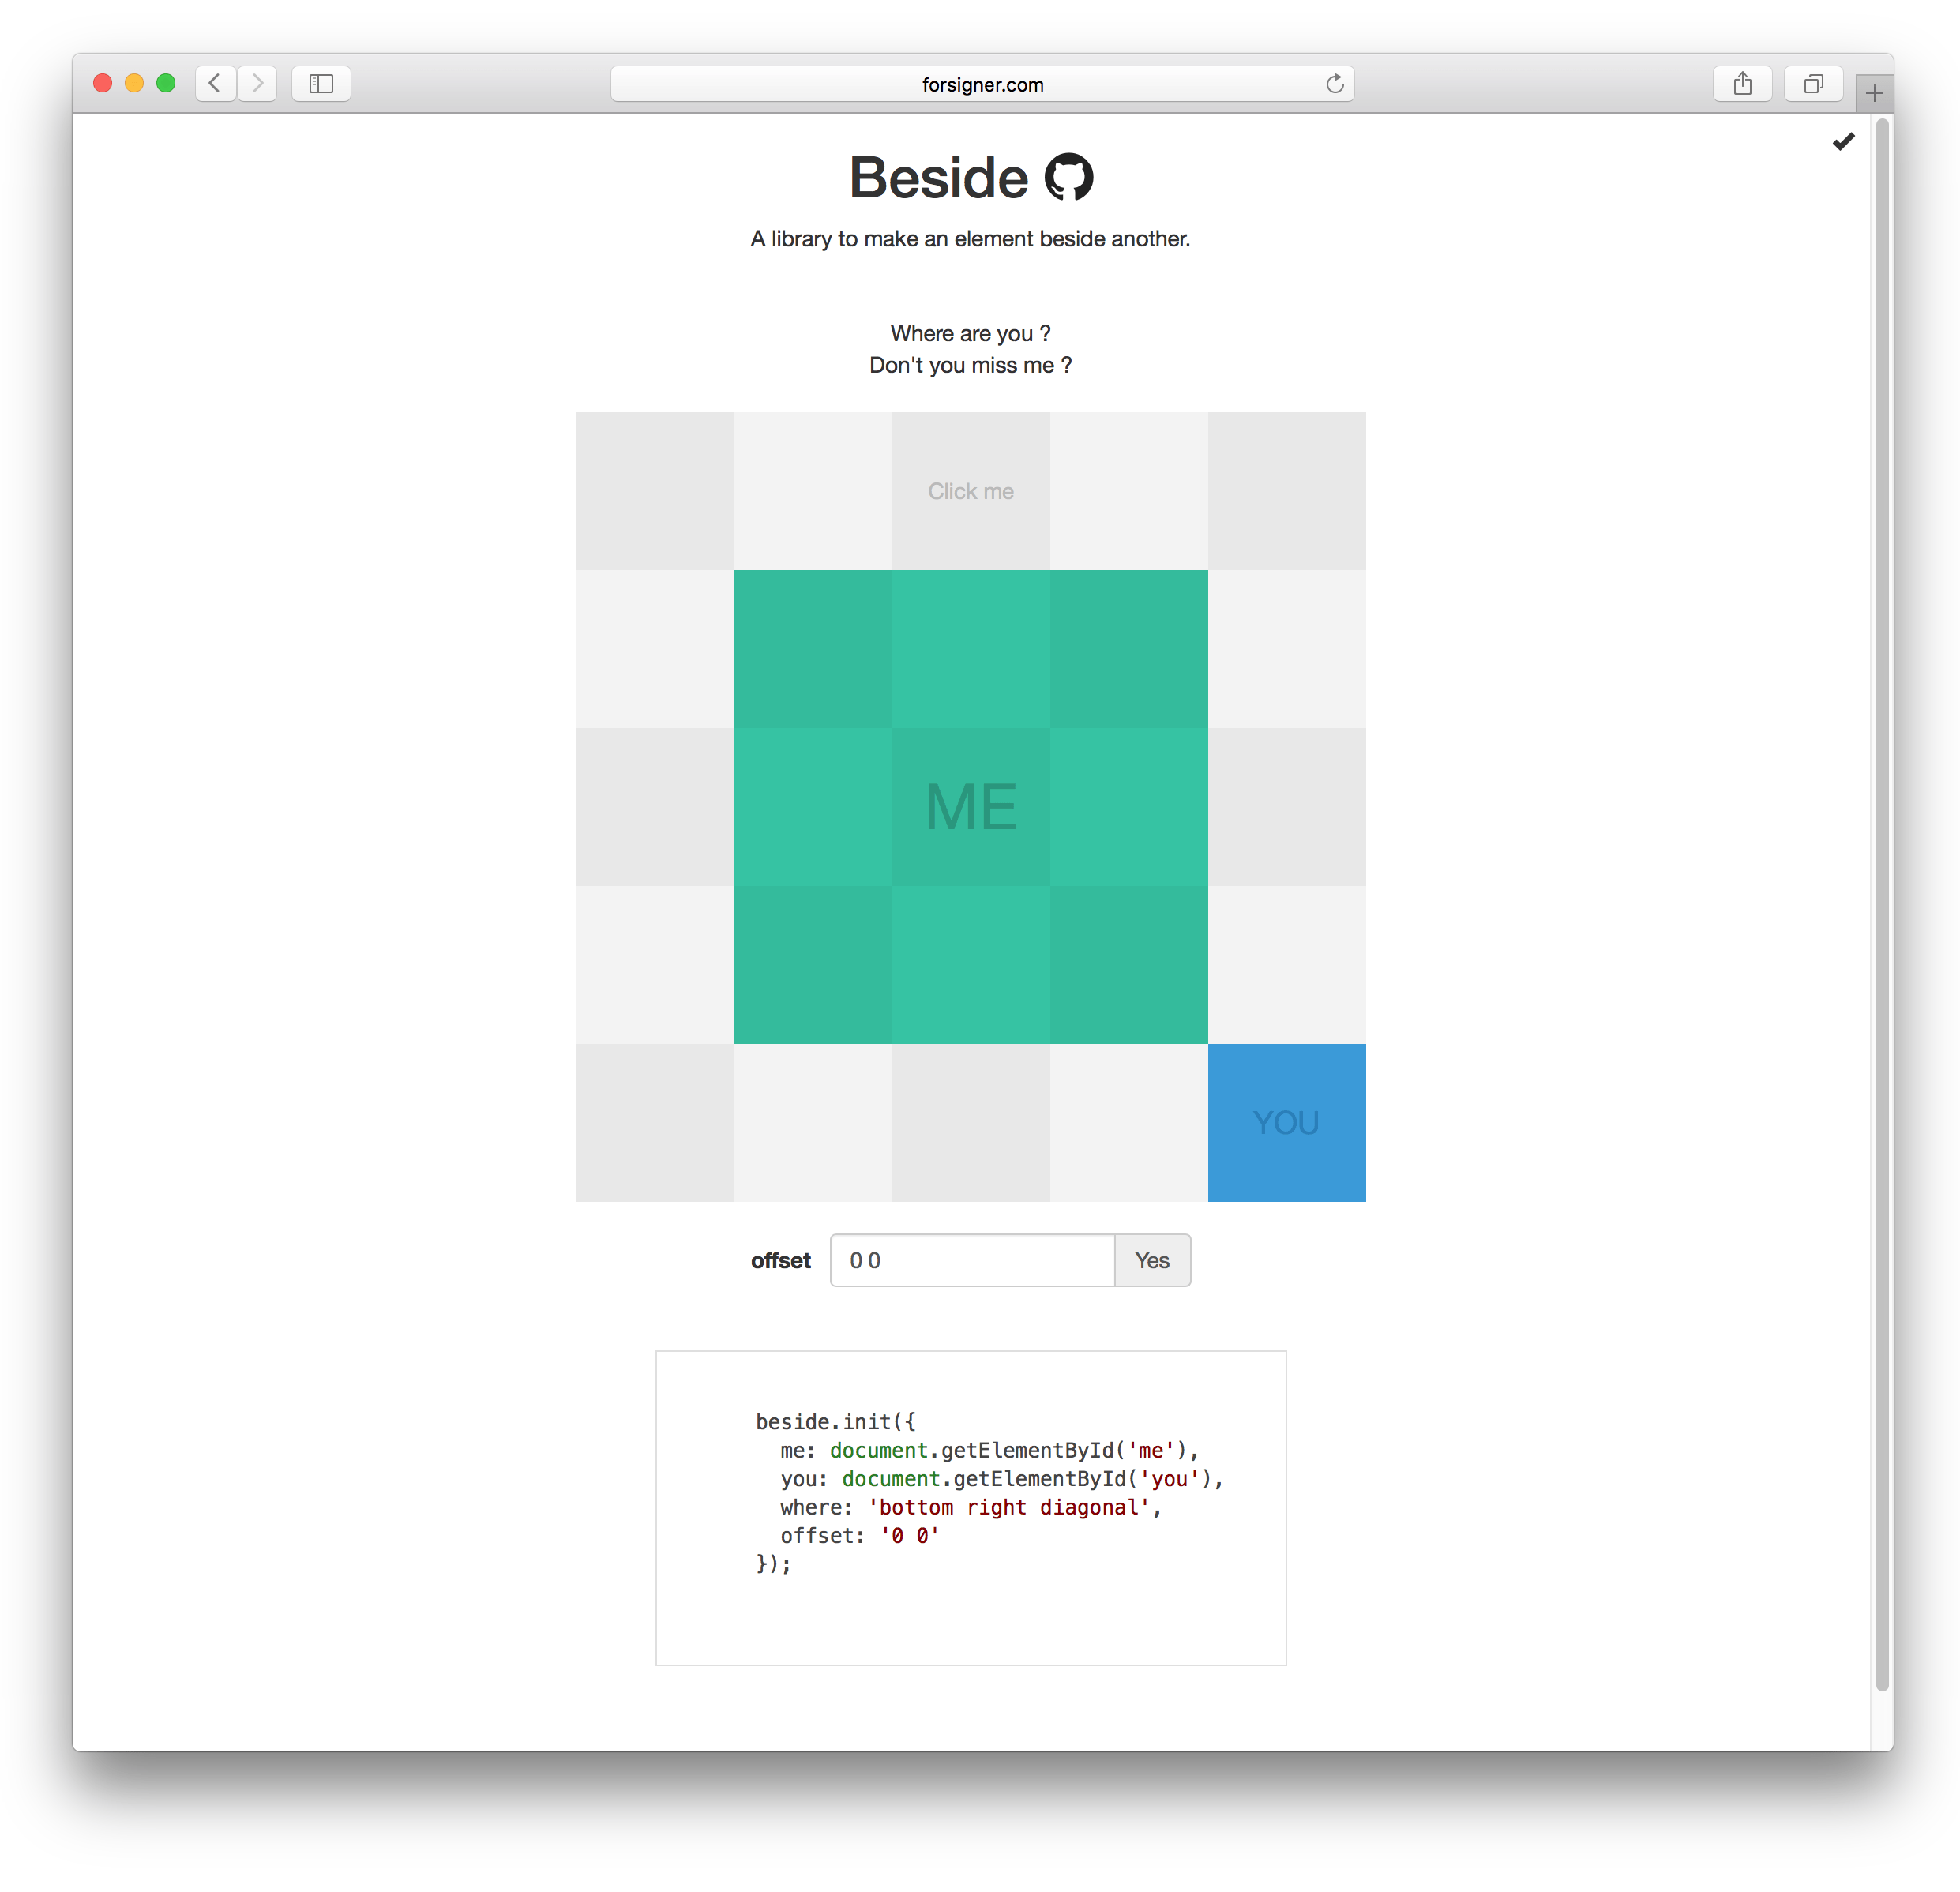 forsigner.com
Beside
A library to make an element beside another.
Where are you ?
Don't you miss me ?
Click me
ME
YOU
offset 0 0 Yes
beside.init({
  me: document.getElementById('me'),
  you: document.getElementById('you'),
  where: 'bottom right diagonal',
  offset: '0 0'
});